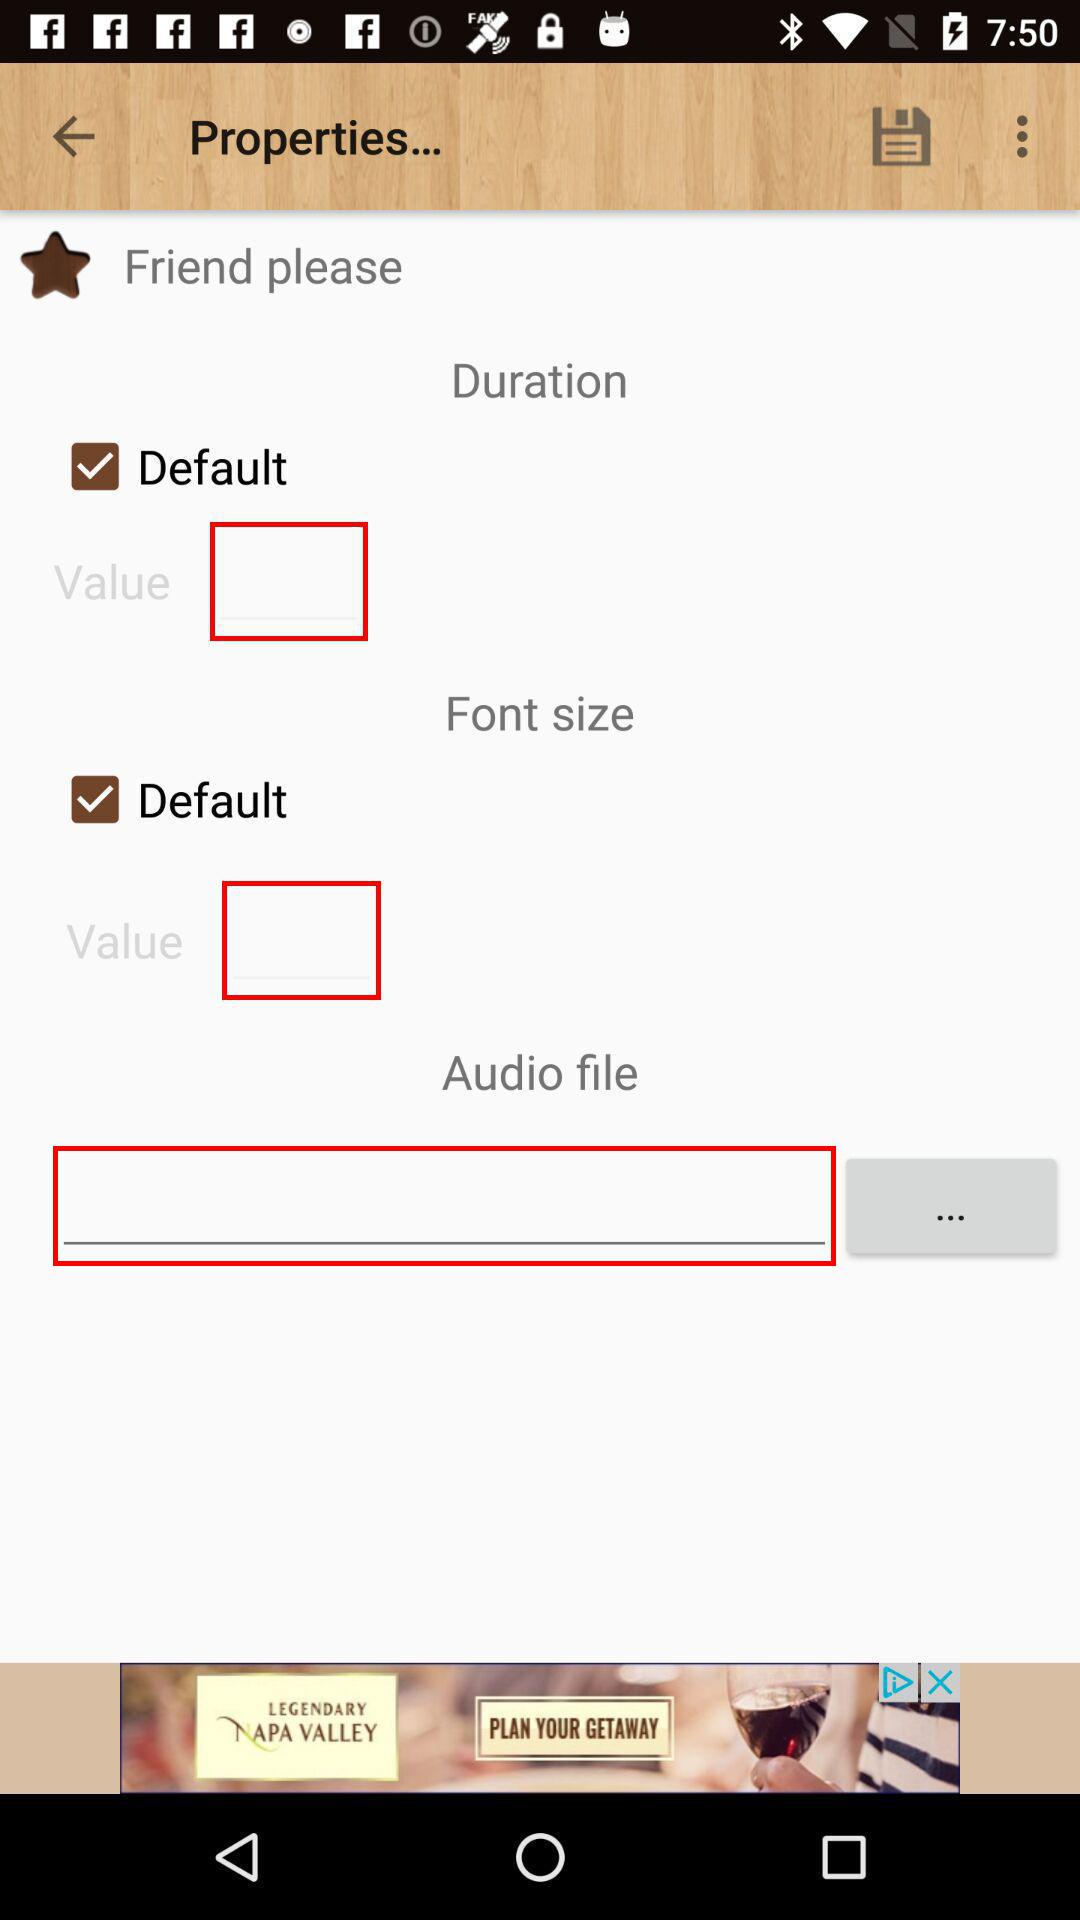 FAKE
7:50
Properties...
Friend please
Duration
Default
Value
Font size
Default
Value
Audio file
...
LEGENDARY
NAPA VALLEY
PLAN YOUR GETAWAY